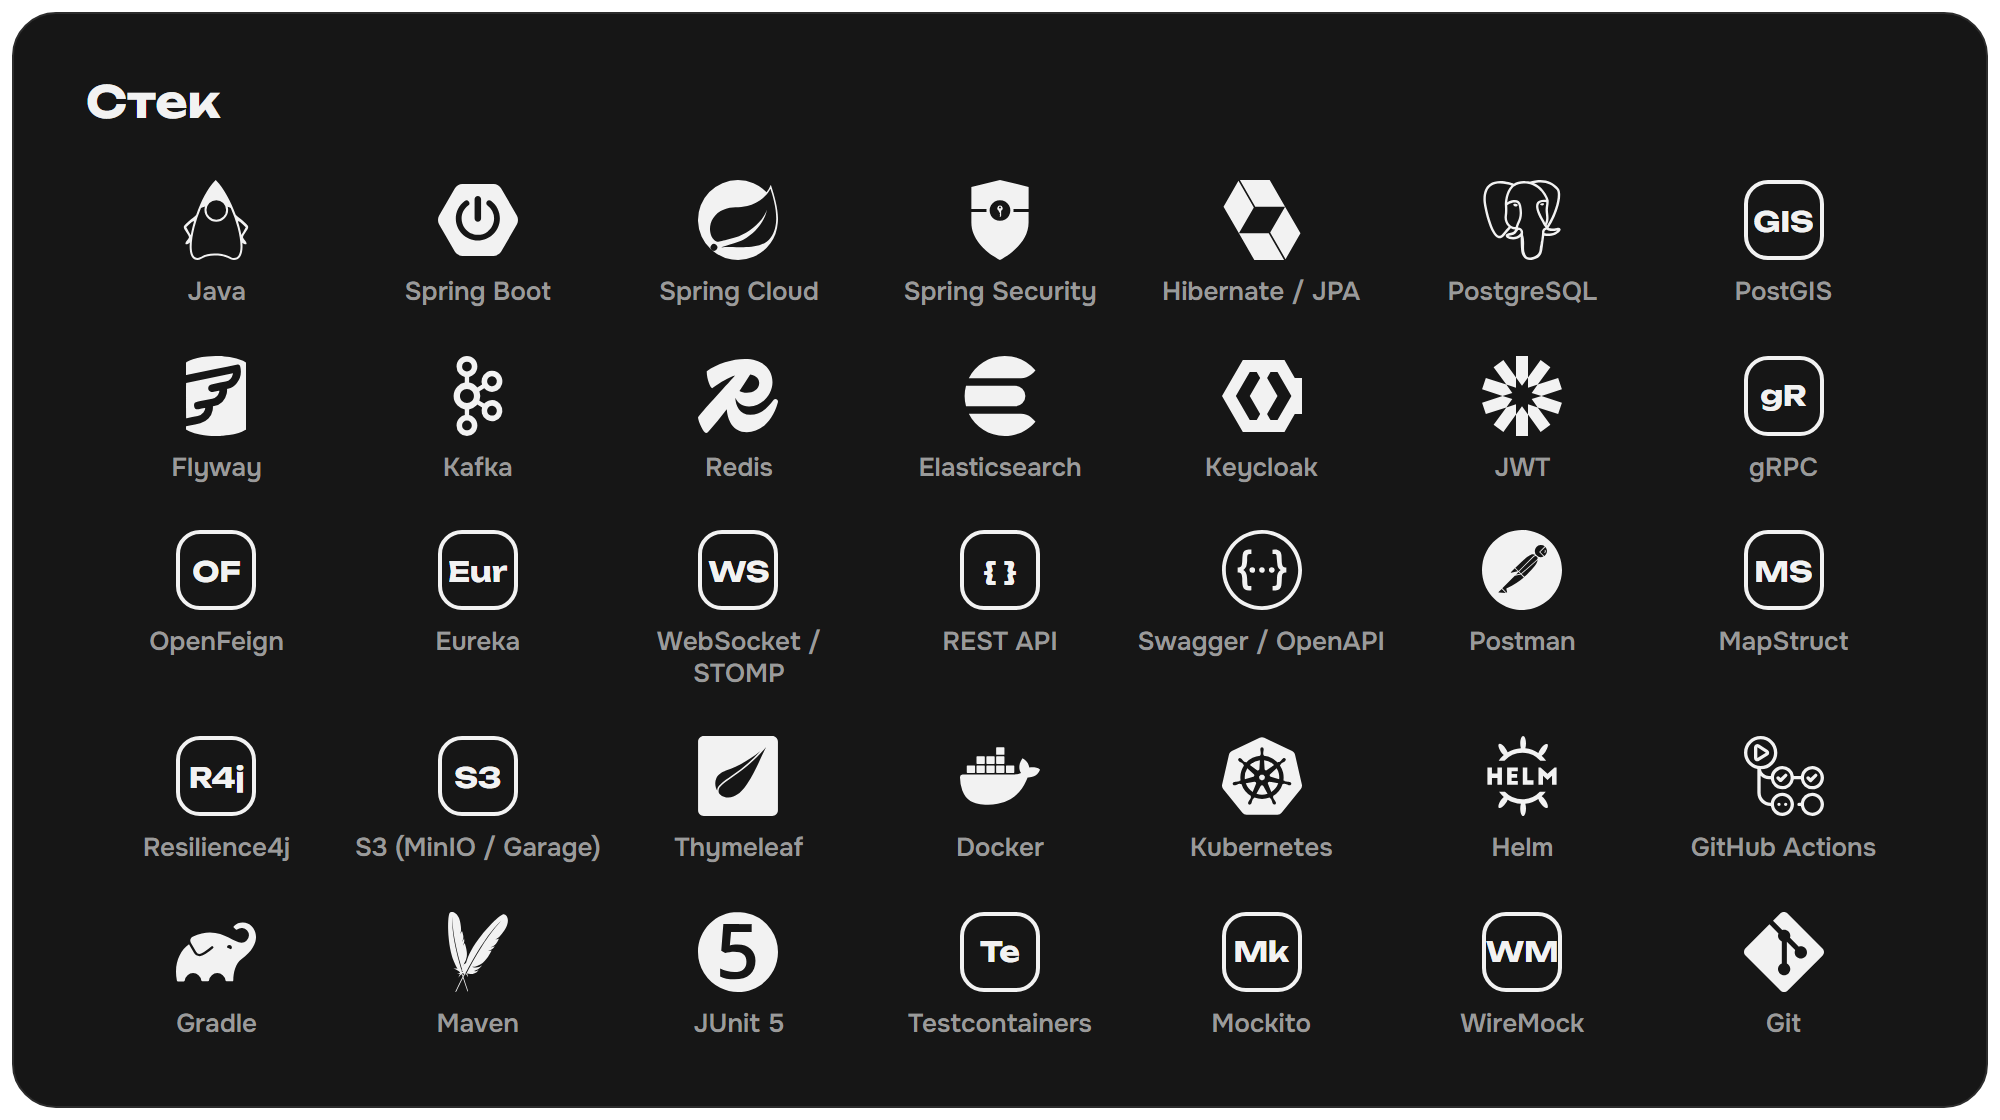 Стек
GIS
Java
Spring Boot
Spring Cloud
Spring Security
Hibernate / JPA
PostgreSQL
PostGIS
gR
Flyway
Kafka
Redis
Elasticsearch
Keycloak
JWT
gRPC
OF
Eur
WS
{ }
{...}
MS
OpenFeign
Eureka
WebSocket /
STOMP
REST API
Swagger / OpenAPI
Postman
MapStruct
R4j
S3
HELM
Resilience4j
S3 (MinIO / Garage)
Thymeleaf
Docker
Kubernetes
Helm
GitHub Actions
5
Te
Mk
WM
Gradle
Maven
JUnit 5
Testcontainers
Mockito
WireMock
Git